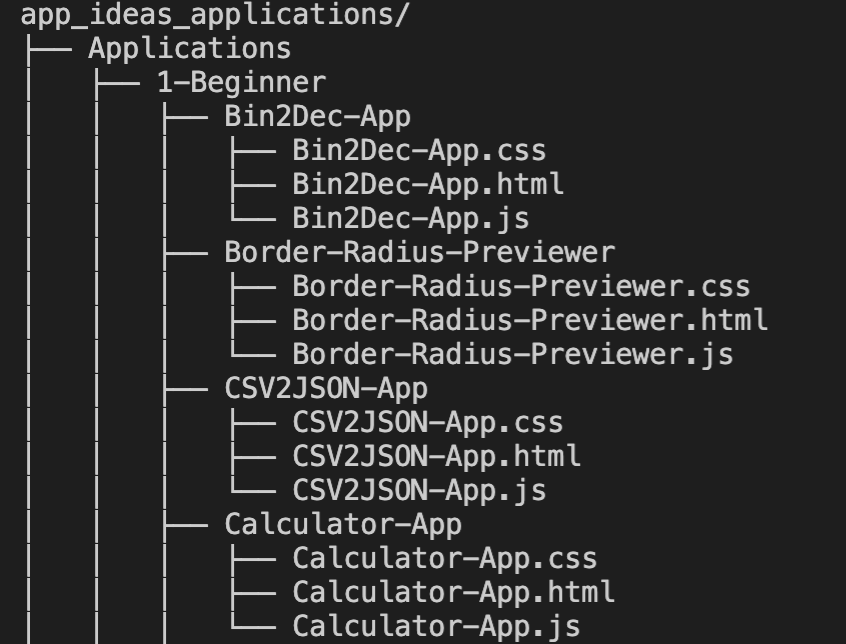 app_ideas_applications/
├── Applications
│   ├── 1-Beginner
│   │   ├── Bin2Dec-App
│   │   │   ├── Bin2Dec-App.css
│   │   │   ├── Bin2Dec-App.html
│   │   │   └── Bin2Dec-App.js
│   │   ├── Border-Radius-Previewer
│   │   │   ├── Border-Radius-Previewer.css
│   │   │   ├── Border-Radius-Previewer.html
│   │   │   └── Border-Radius-Previewer.js
│   │   ├── CSV2JSON-App
│   │   │   ├── CSV2JSON-App.css
│   │   │   ├── CSV2JSON-App.html
│   │   │   └── CSV2JSON-App.js
│   │   ├── Calculator-App
│   │   │   ├── Calculator-App.css
│   │   │   ├── Calculator-App.html
│   │   │   └── Calculator-App.js